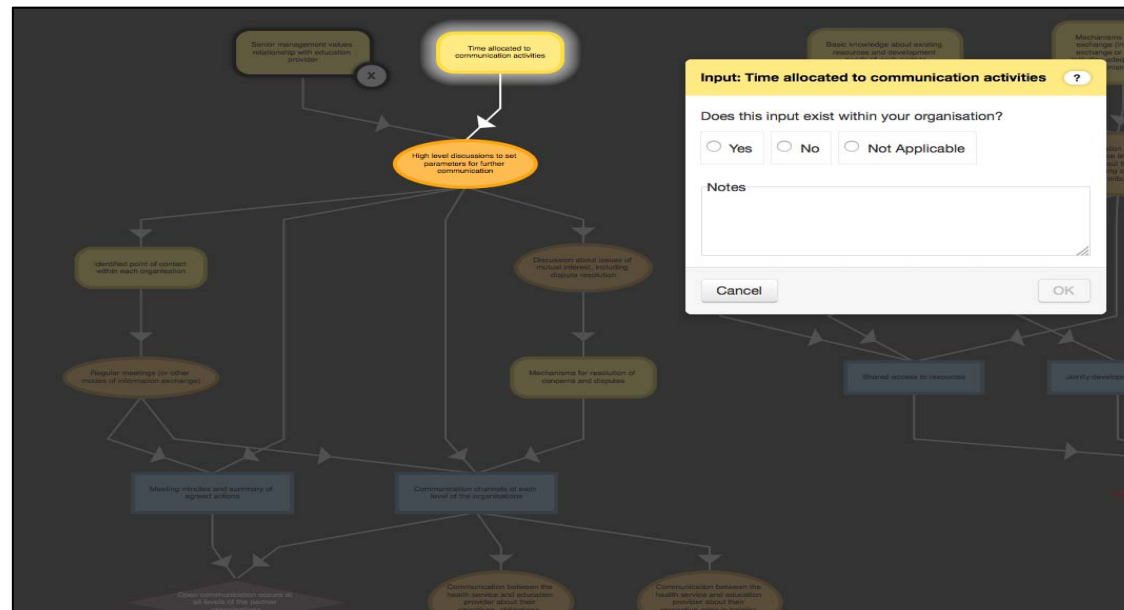 Senior management values
relationship with education
provider
X
Time allocated to
communication activities
Basic knowledge about existing
resources and development
Mechanisms
exchange (in
exchange or
Input: Time allocated to communication activities
?
Does this input exist within your organisation?
Yes
No
Not Applicable
Notes
Cancel
OK
High level discussions to set
parameters for further
communication
Identified point of contact
within each organisation
Discussion about issues of
mutual interest, including
dispute resolution
Regular meetings (or other
modes of information exchange)
Mechanisms for resolution of
concerns and disputes
Shared access to resources
Jointly develope
Meeting minutes and summary of
agreed actions
Communication channels at each
level of the organisations
Open communication occurs at
all levels of the partner
Communication between the
health service and education
provider about their
Communication between the
health service and education
provider about their